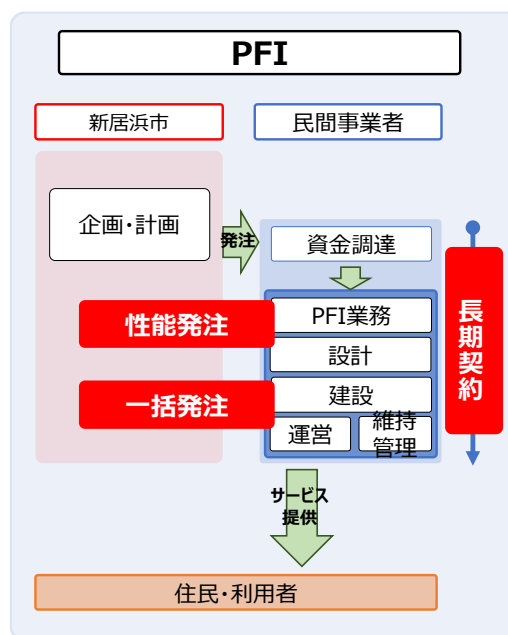 PFI
新居浜市
民間事業者
企画・計画
発注
資金調達
性能発注
PFI業務
設計
一括発注
建設
運営
維持
管理
長期契約
サービス
提供
住民・利用者